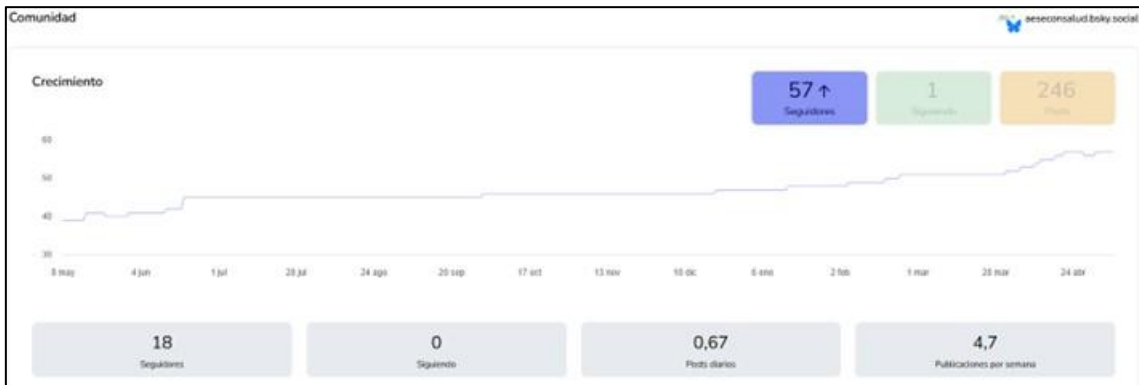 Comunidad
aeseconsalud.bsky.social
Crecimiento
57 ↑
Seguidores
1
Siguiendo
246
Posts
60
50
40
30
8 may
4 jun
1 jul
28 jul
24 ago
20 sep
17 oct
13 nov
10 dic
6 ene
2 feb
1 mar
28 mar
24 abr
18
Seguidores
0
Siguiendo
0,67
Posts diarios
4,7
Publicaciones por semana